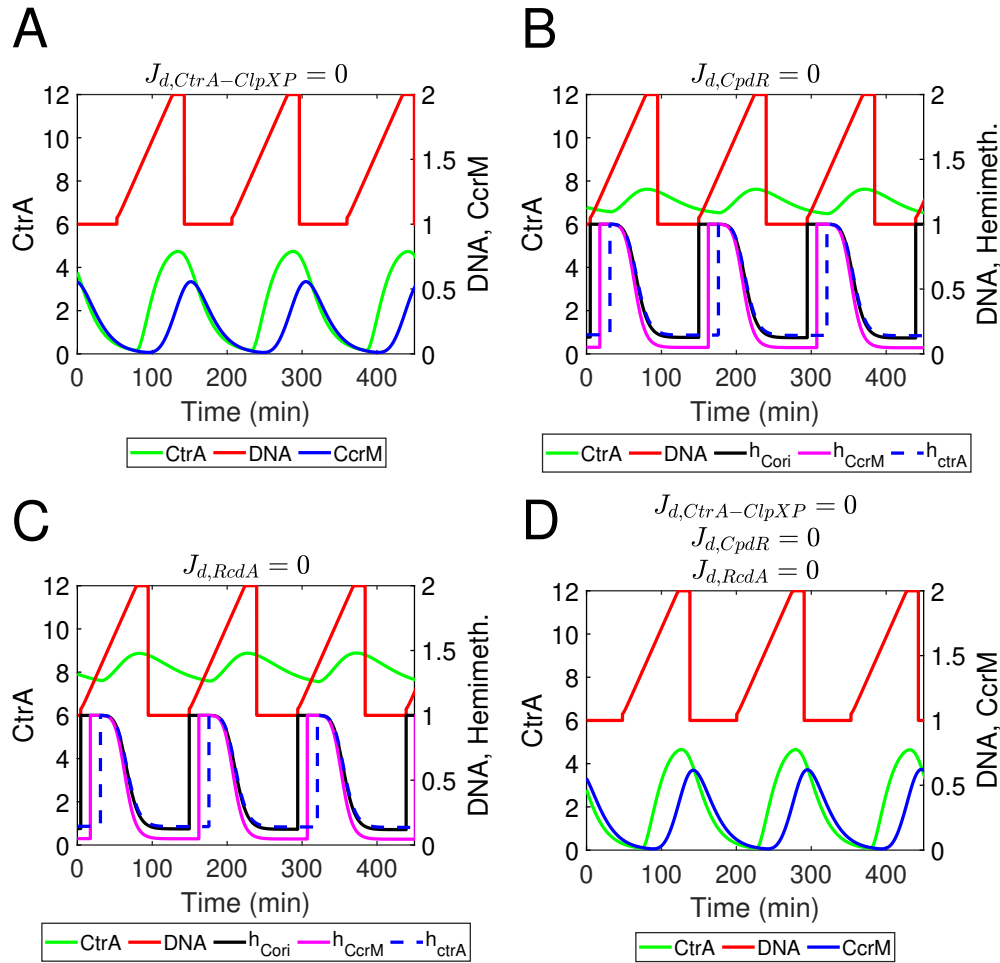 A
J_{d,CtrA-ClpXP} = 0
12
10
8
6
4
2
0
CtrA
2
1.5
1
0.5
0
DNA, CcrM
0 100 200 300 400
Time (min)
CtrA DNA CcrM
B
J_{d,CpdR} = 0
12
10
8
6
4
2
0
CtrA
2
1.5
1
0.5
0
DNA, Hemimeth.
0 100 200 300 400
Time (min)
CtrA DNA h_{Cori} h_{CcrM} h_{ctrA}
C
J_{d,RcdA} = 0
12
10
8
6
4
2
0
CtrA
2
1.5
1
0.5
0
DNA, Hemimeth.
0 100 200 300 400
Time (min)
CtrA DNA h_{Cori} h_{CcrM} h_{ctrA}
D
J_{d,CtrA-ClpXP} = 0
J_{d,CpdR} = 0
J_{d,RcdA} = 0
12
10
8
6
4
2
0
CtrA
2
1.5
1
0.5
0
DNA, CcrM
0 100 200 300 400
Time (min)
CtrA DNA CcrM